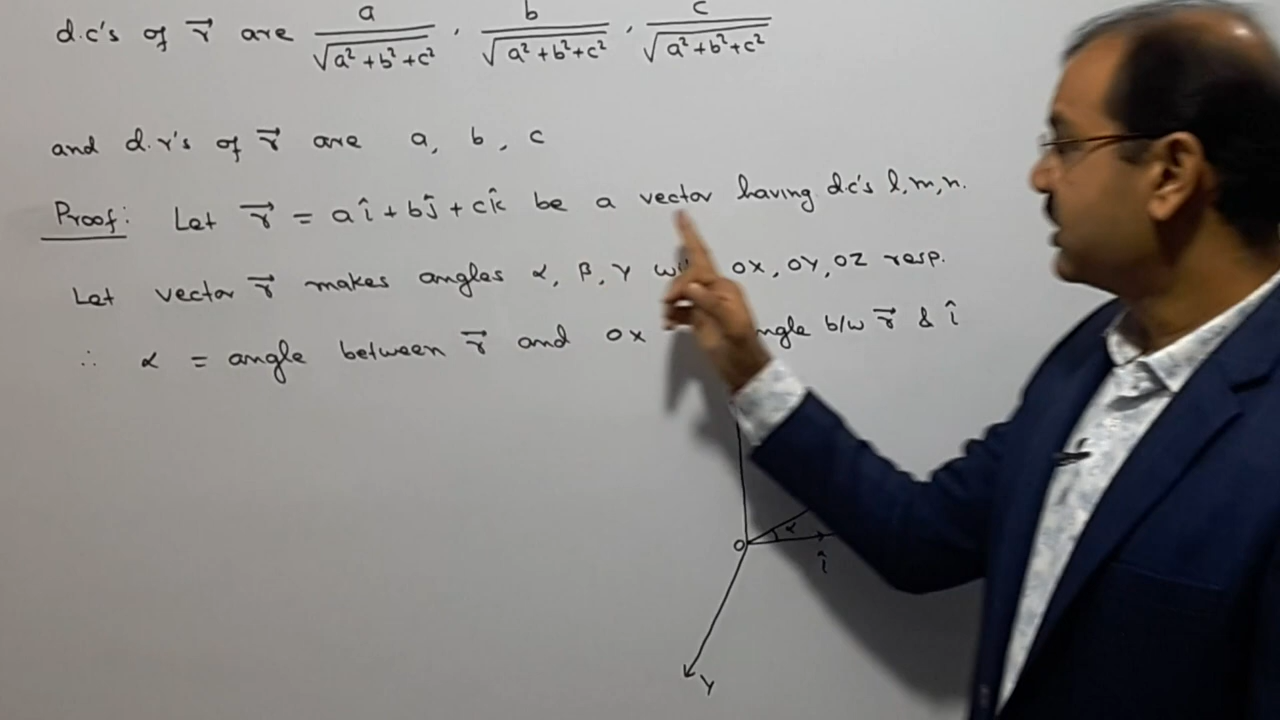 d.c's of r⃗ are a/√(a²+b²+c²) , b/√(a²+b²+c²) , c/√(a²+b²+c²)
and d.r's of r⃗ are a, b, c
Proof: Let r⃗ = aî + bĵ + ck̂ be a vector having d.c's l, m, n.
Let vector r⃗ makes angles α, β, γ OX, OY, OZ resp.
∴ α = angle between r⃗ and OX b/w r⃗ & î
α
O
î
Y